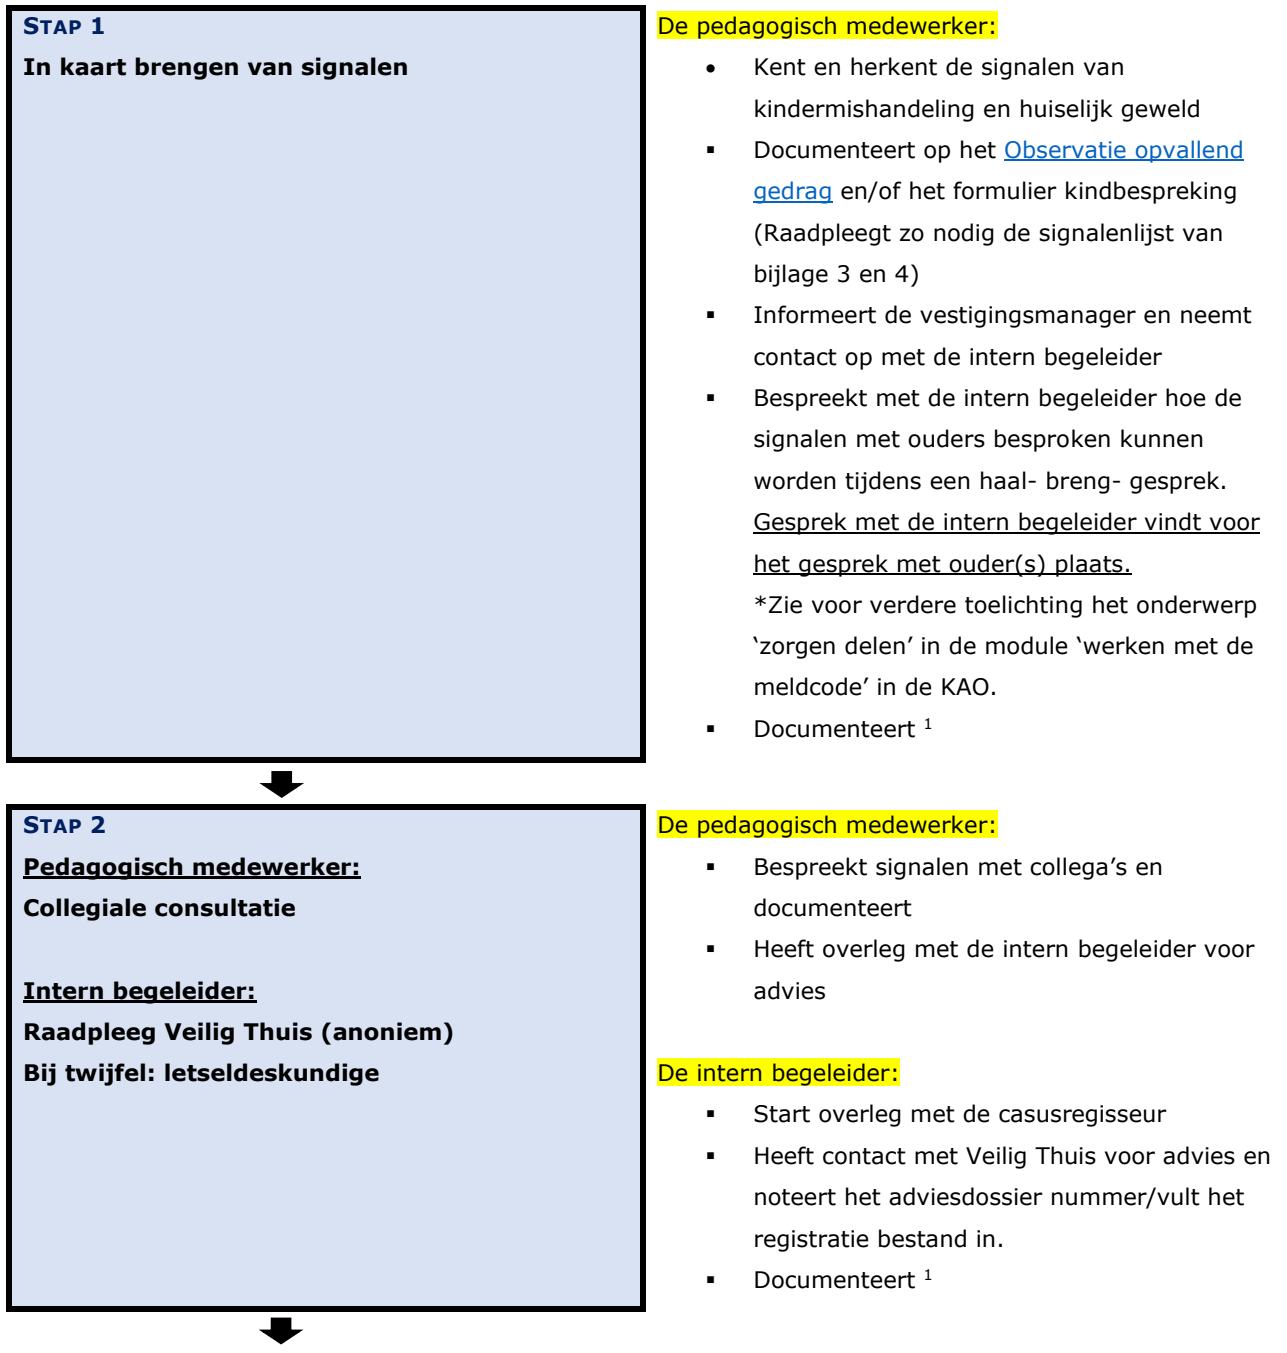 STAP 1
In kaart brengen van signalen
De pedagogisch medewerker:
• Kent en herkent de signalen van
kindermishandeling en huiselijk geweld
▪ Documenteert op het Observatie opvallend
gedrag en/of het formulier kindbespreking
(Raadpleegt zo nodig de signalenlijst van
bijlage 3 en 4)
▪ Informeert de vestigingsmanager en neemt
contact op met de intern begeleider
▪ Bespreekt met de intern begeleider hoe de
signalen met ouders besproken kunnen
worden tijdens een haal- breng- gesprek.
Gesprek met de intern begeleider vindt voor
het gesprek met ouder(s) plaats.
*Zie voor verdere toelichting het onderwerp
‘zorgen delen’ in de module ‘werken met de
meldcode’ in de KAO.
▪ Documenteert ¹
STAP 2
Pedagogisch medewerker:
Collegiale consultatie
Intern begeleider:
Raadpleeg Veilig Thuis (anoniem)
Bij twijfel: letseldeskundige
De pedagogisch medewerker:
▪ Bespreekt signalen met collega’s en
documenteert
▪ Heeft overleg met de intern begeleider voor
advies
De intern begeleider:
▪ Start overleg met de casusregisseur
▪ Heeft contact met Veilig Thuis voor advies en
noteert het adviesdossier nummer/vult het
registratie bestand in.
▪ Documenteert ¹